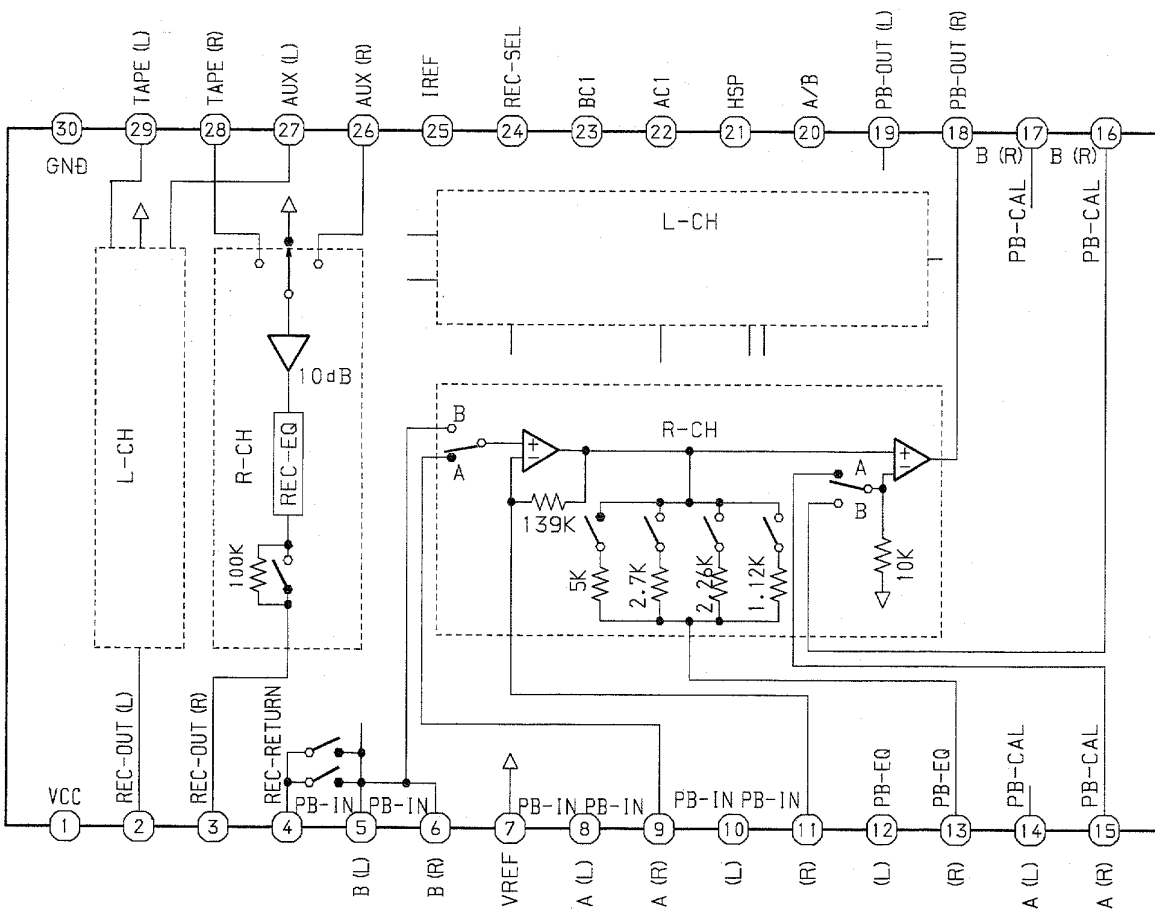 TAPE (L)
TAPE (R)
AUX (L)
AUX (R)
IREF
REC-SEL
BC1
AC1
HSP
A/B
PB-OUT (L)
PB-OUT (R)
30
29
28
27
26
25
24
23
22
21
20
19
18
17
16
GND
B (R)
B (R)
PB-CAL
PB-CAL
L-CH
L-CH
R-CH
10dB
REC-EQ
100K
B
A
R-CH
139K
5K
2.7K
2.26K
1.12K
A
B
10K
VCC
REC-OUT (L)
REC-OUT (R)
REC-RETURN
PB-IN
PB-IN
PB-IN
PB-IN
PB-IN
PB-IN
PB-EQ
PB-EQ
PB-CAL
PB-CAL
1
2
3
4
5
6
7
8
9
10
11
12
13
14
15
B (L)
B (R)
VREF
A (L)
A (R)
(L)
(R)
(L)
(R)
A (L)
A (R)